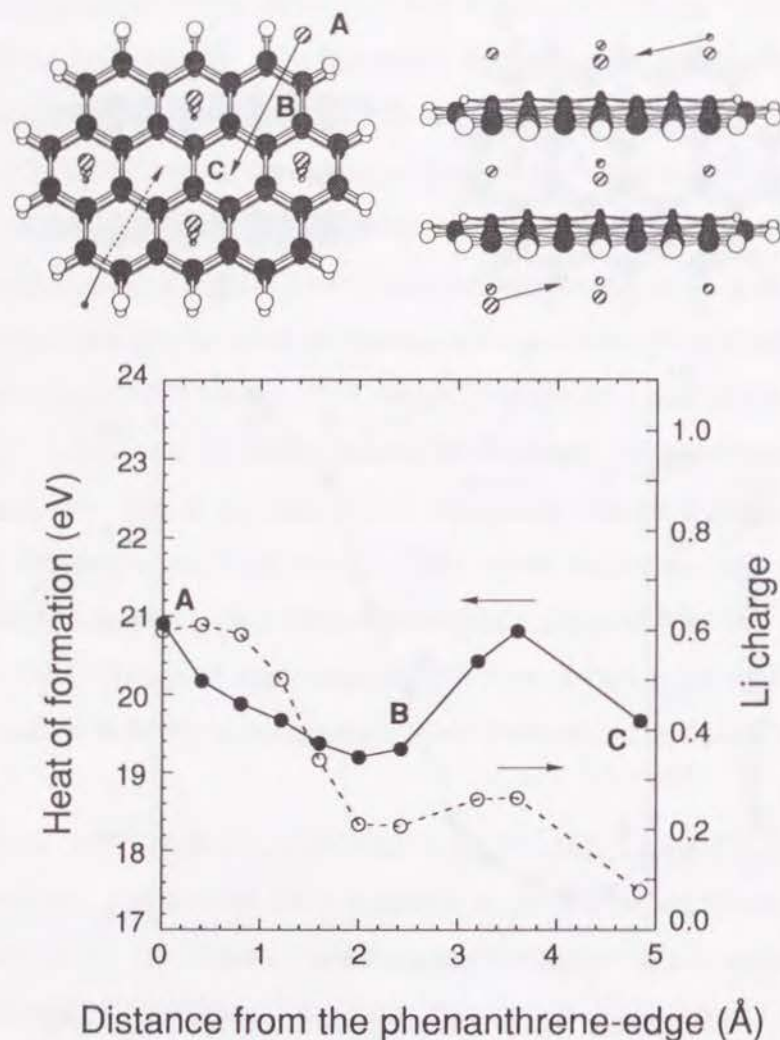 A
B
C
24
23
22
21
20
19
18
17
Heat of formation (eV)
A
B
C
1.0
0.8
0.6
0.4
0.2
0.0
Li charge
0 1 2 3 4 5
Distance from the phenanthrene-edge (Å)